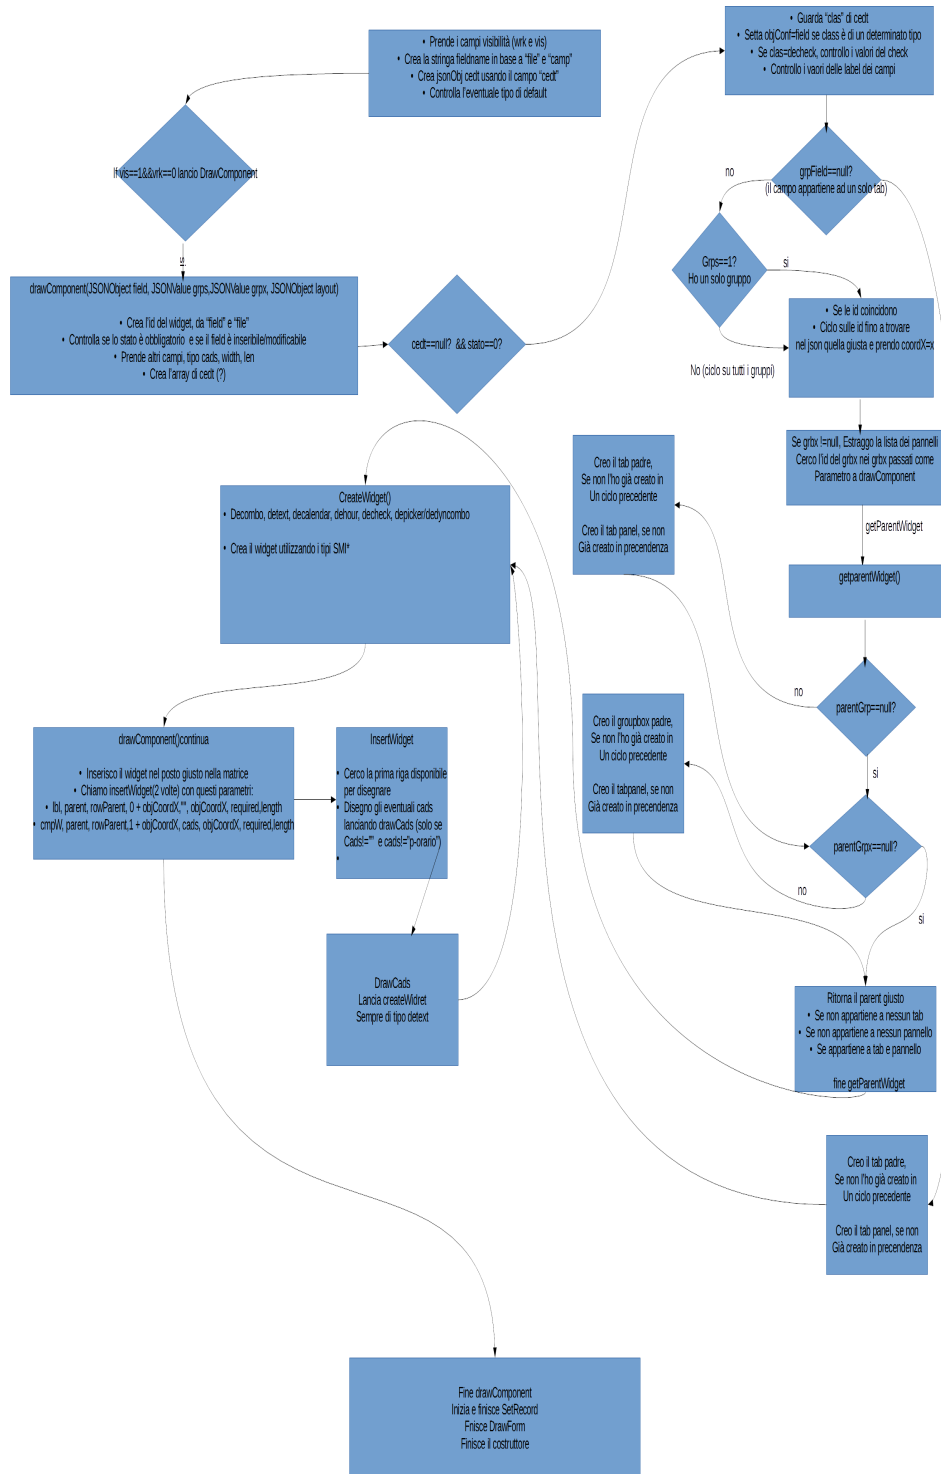 • Prende i campi visibilità (wrk e vis)
• Crea la stringa fieldname in base a “file” e “camp”
• Crea jsonObj cedt usando il campo “cedt”
• Controlla l'eventuale tipo di default
If vis==1&&vrk==0 lancio DrawComponent
si
drawComponent(JSONObject field, JSONValue grps,JSONValue grpx, JSONObject layout)
• Crea l'id del widget, da “field” e “file”
• Controlla se lo stato è obbligatorio e se il field è inseribile/modificabile
• Prende altri campi, tipo cads, width, len
• Crea l'array di cedt (?)
cedt==null? && stato==0?
• Guarda “clas” di cedt
• Setta objConf=field se class è di un determinato tipo
• Se clas=decheck, controllo i valori del check
• Controllo i vaori delle label dei campi
grpField==null?
(il campo appartiene ad un solo tab)
no
Grps==1?
Ho un solo gruppo
si
No (ciclo su tutti i gruppi)
• Se le id coincidono
• Ciclo sulle id fino a trovare
nel json quella giusta e prendo coordX=x
Se grbx !=null, Estraggo la lista dei pannelli
Cerco l'id del grbx nei grbx passati come
Parametro a drawComponent
getParentWidget
getparentWidget()
parentGrp==null?
no
si
parentGrpx==null?
no
si
Creo il tab padre,
Se non l'ho già creato in
Un ciclo precedente
Creo il tab panel, se non
Già creato in precendenza
Creo il groupbox padre,
Se non l'ho già creato in
Un ciclo precedente
Creo il tabpanel, se non
Già creato in precendenza
Ritorna il parent giusto
• Se non appartiene a nessun tab
• Se non appartiene a nessun pannello
• Se appartiene a tab e pannello
fine getParentWidget
Creo il tab padre,
Se non l'ho già creato in
Un ciclo precedente
Creo il tab panel, se non
Già creato in precendenza
CreateWidget()
• Decombo, detext, decalendar, dehour, decheck, depicker/dedyncombo
• Crea il widget utilizzando i tipi SMI*
drawComponent()continua
• Inserisco il widget nel posto giusto nella matrice
• Chiamo insertWidget(2 volte) con questi parametri:
• lbl, parent, rowParent, 0 + objCoordX,"", objCoordX, required,length
• cmpW, parent, rowParent,1 + objCoordX, cads, objCoordX, required,length
InsertWidget
• Cerco la prima riga disponibile
per disegnare
• Disegno gli eventuali cads
lanciando drawCads (solo se
Cads!="" e cads!="p-orario")
•
DrawCads
Lancia createWidret
Sempre di tipo detext
Fine drawComponent
Inizia e finisce SetRecord
Fnisce DrawForm
Finisce il costruttore